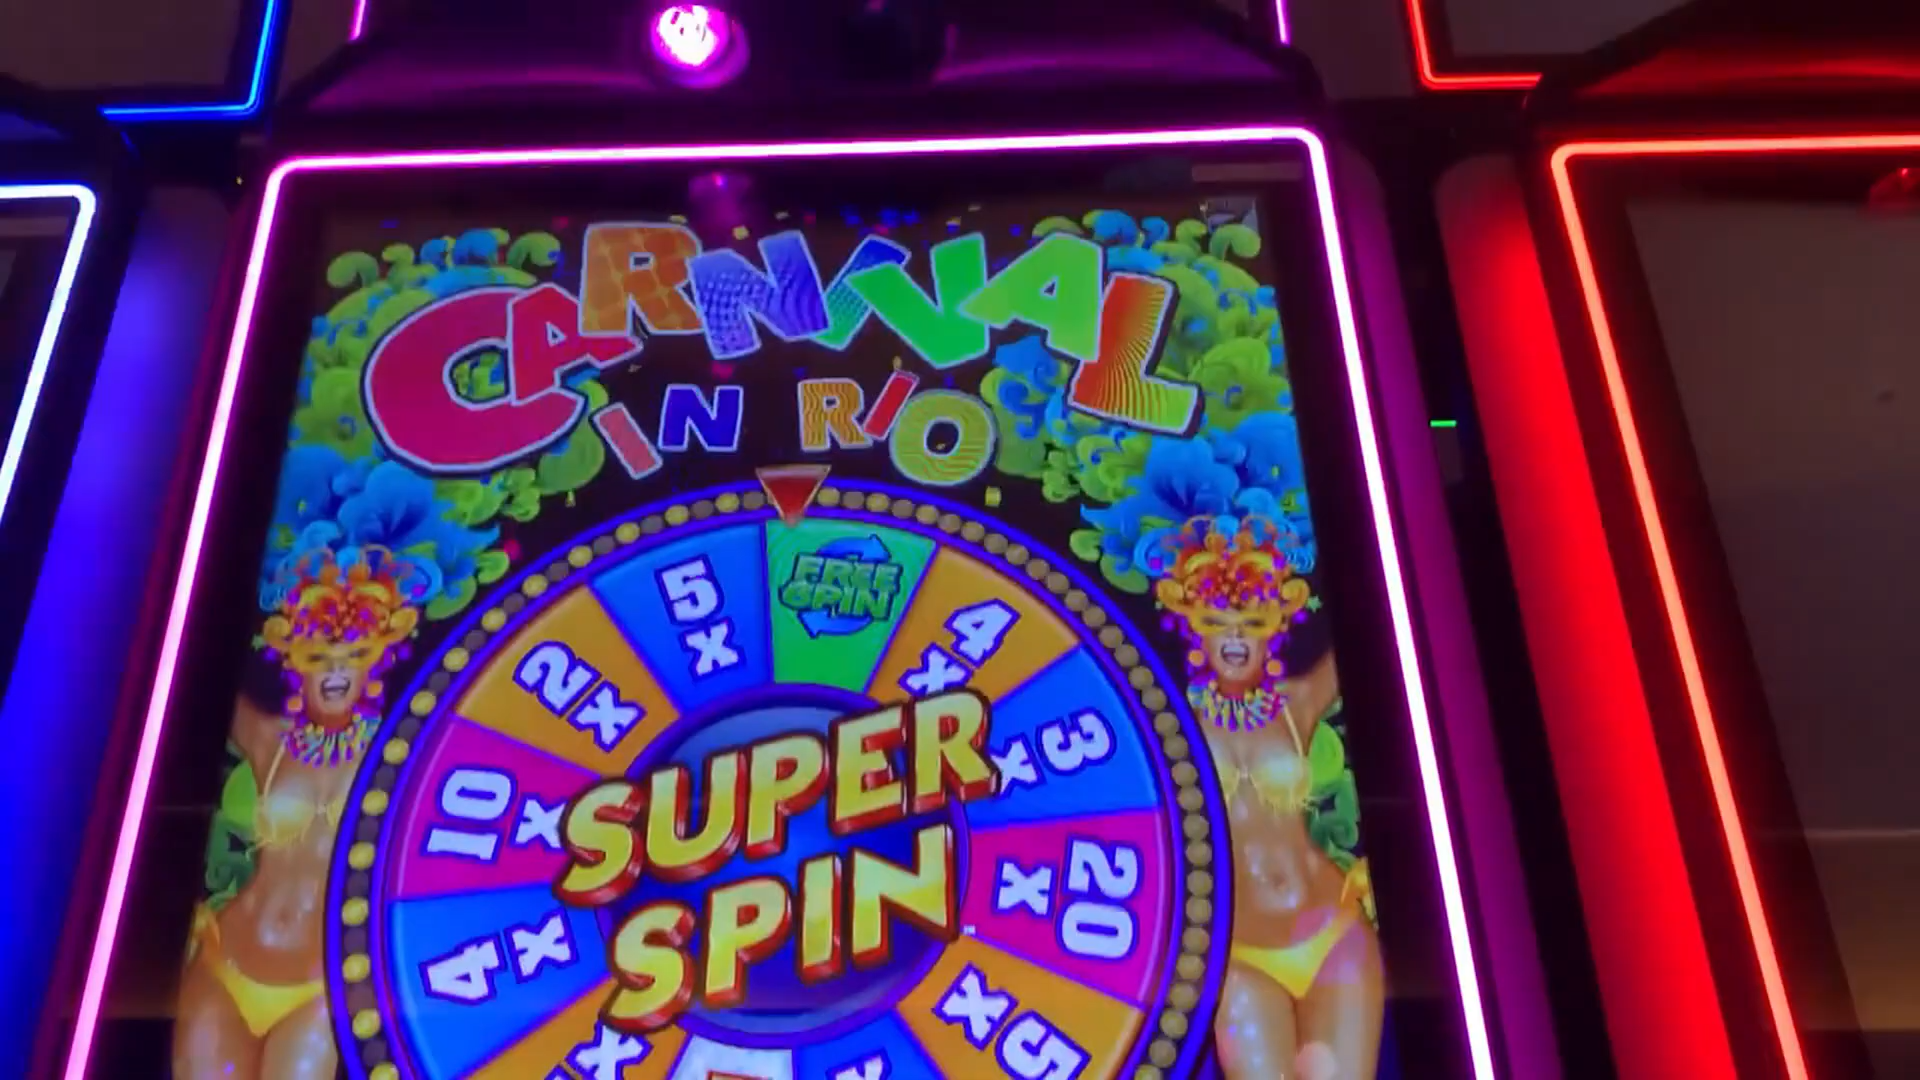 CARNIVAL
IN RIO
5x
FREE
SPIN
2x
4x
10x
3x
SUPER
SPIN
20x
4x
5x
x
x